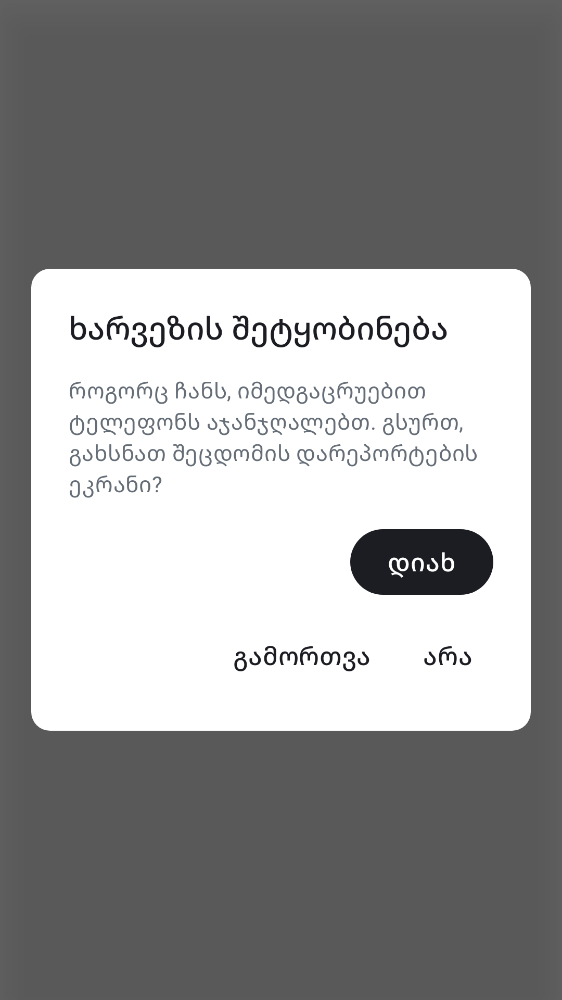 ხარვეზის შეტყობინება
როგორც ჩანს, იმედგაცრუებით
ტელეფონს აჯანჯღალებთ. გსურთ,
გახსნათ შეცდომის დარეპორტების
ეკრანი?
დიახ
გამორთვა
არა